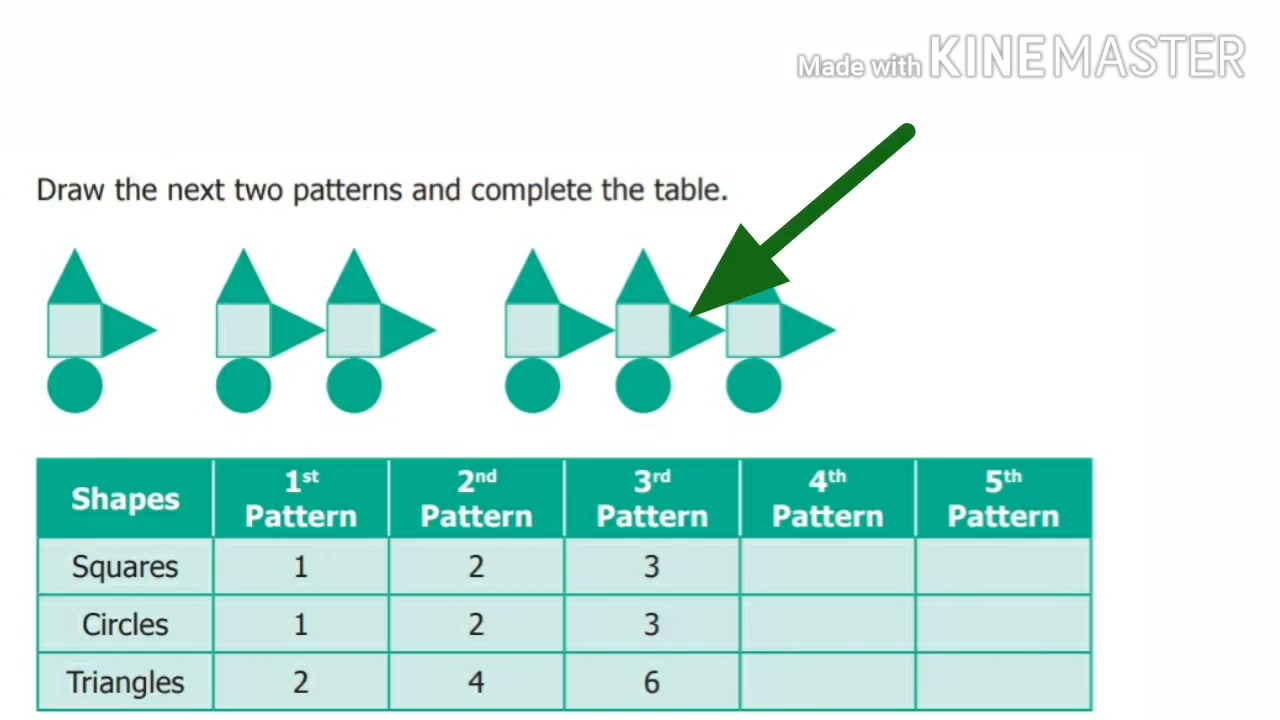 Made with KINEMASTER
Draw the next two patterns and complete the table.
Shapes 1st Pattern 2nd Pattern 3rd Pattern 4th Pattern 5th Pattern
Squares 1 2 3
Circles 1 2 3
Triangles 2 4 6